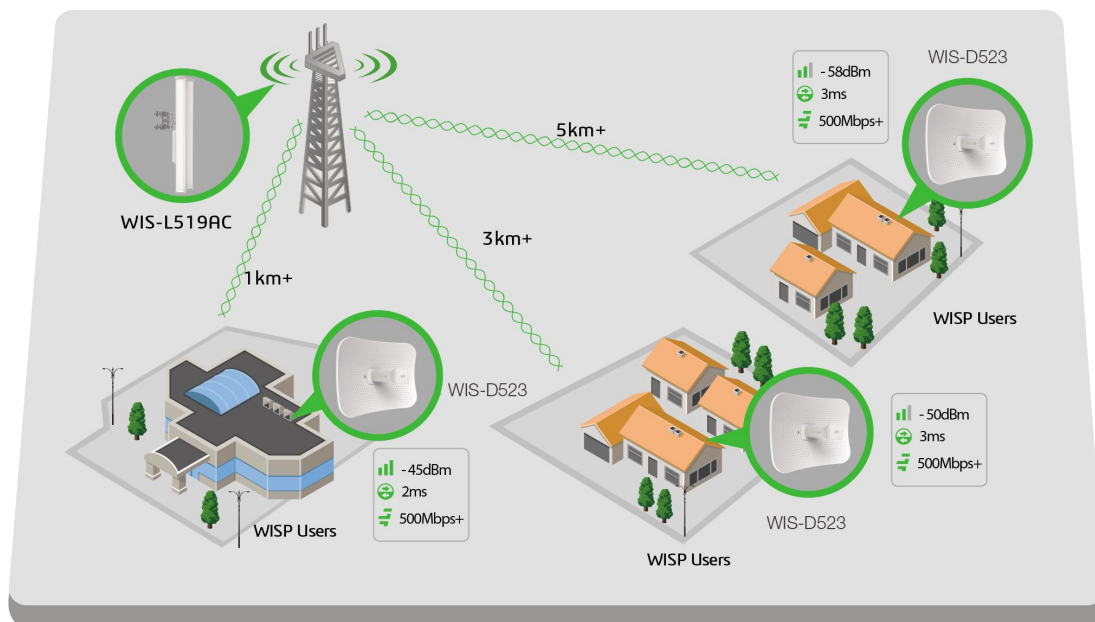 WIS-D523
- 58dBm
3ms
500Mbps+
5km+
WIS-L519AC
3km+
1km+
WISP Users
WIS-D523
- 50dBm
3ms
500Mbps+
- 45dBm
2ms
500Mbps+
WISP Users
WIS-D523
WISP Users